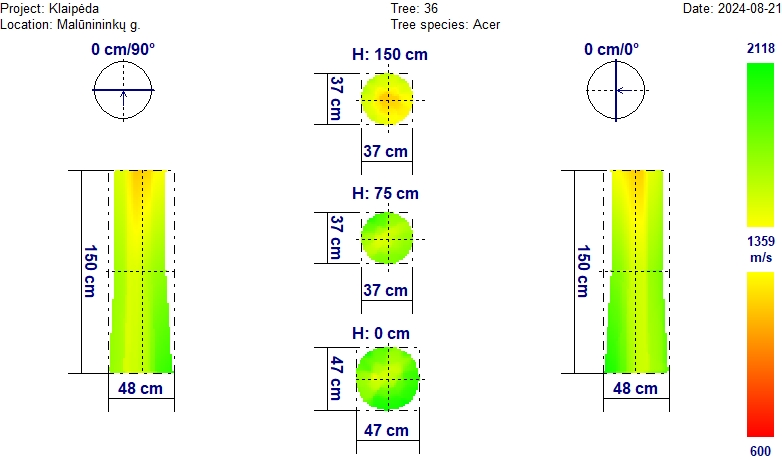 Project: Klaipėda
Tree: 36
Date: 2024-08-21
Location: Malūnininkų g.
Tree species: Acer
0 cm/90°
H: 150 cm
0 cm/0°
2118
37 cm
37 cm
H: 75 cm
37 cm
37 cm
150 cm
150 cm
1359
m/s
H: 0 cm
47 cm
48 cm
48 cm
47 cm
600